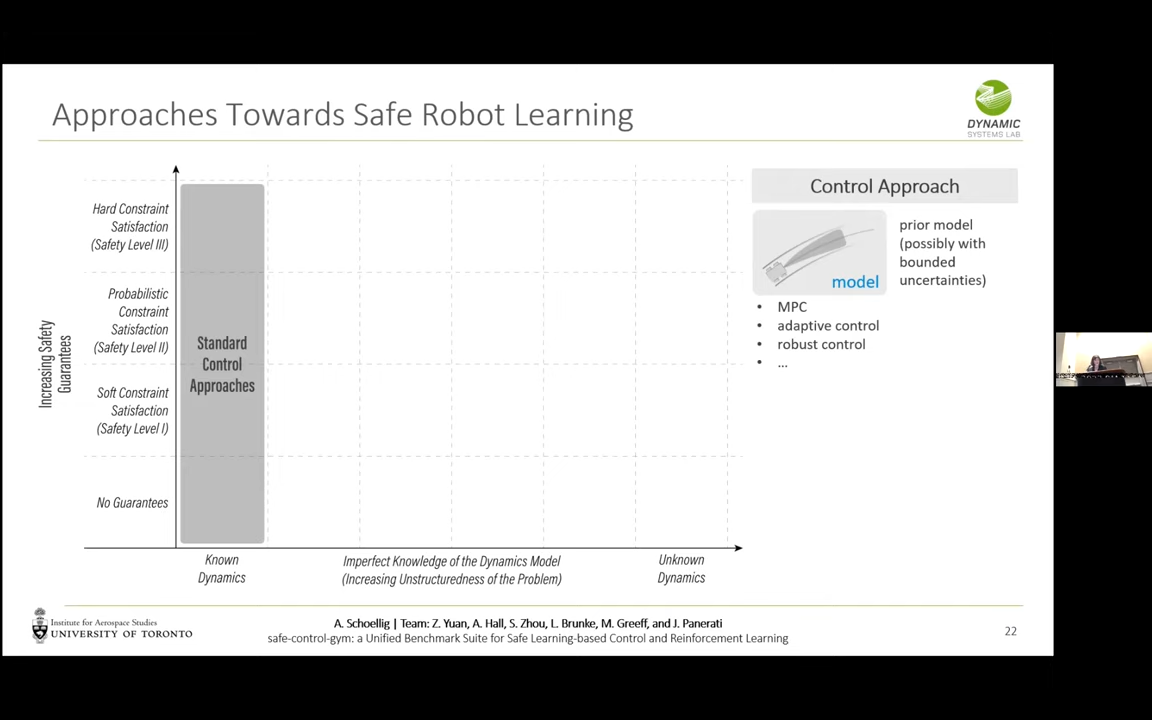 Approaches Towards Safe Robot Learning
DYNAMIC
SYSTEMS LAB
Increasing Safety
Guarantees
Hard Constraint
Satisfaction
(Safety Level III)
Probabilistic
Constraint
Satisfaction
(Safety Level II)
Soft Constraint
Satisfaction
(Safety Level I)
No Guarantees
Standard
Control
Approaches
Known
Dynamics
Imperfect Knowledge of the Dynamics Model
(Increasing Unstructuredness of the Problem)
Unknown
Dynamics
Control Approach
model
prior model
(possibly with
bounded
uncertainties)
• MPC
• adaptive control
• robust control
• ...
Institute for Aerospace Studies
UNIVERSITY OF TORONTO
A. Schoellig | Team: Z. Yuan, A. Hall, S. Zhou, L. Brunke, M. Greeff, and J. Panerati
safe-control-gym: a Unified Benchmark Suite for Safe Learning-based Control and Reinforcement Learning
22